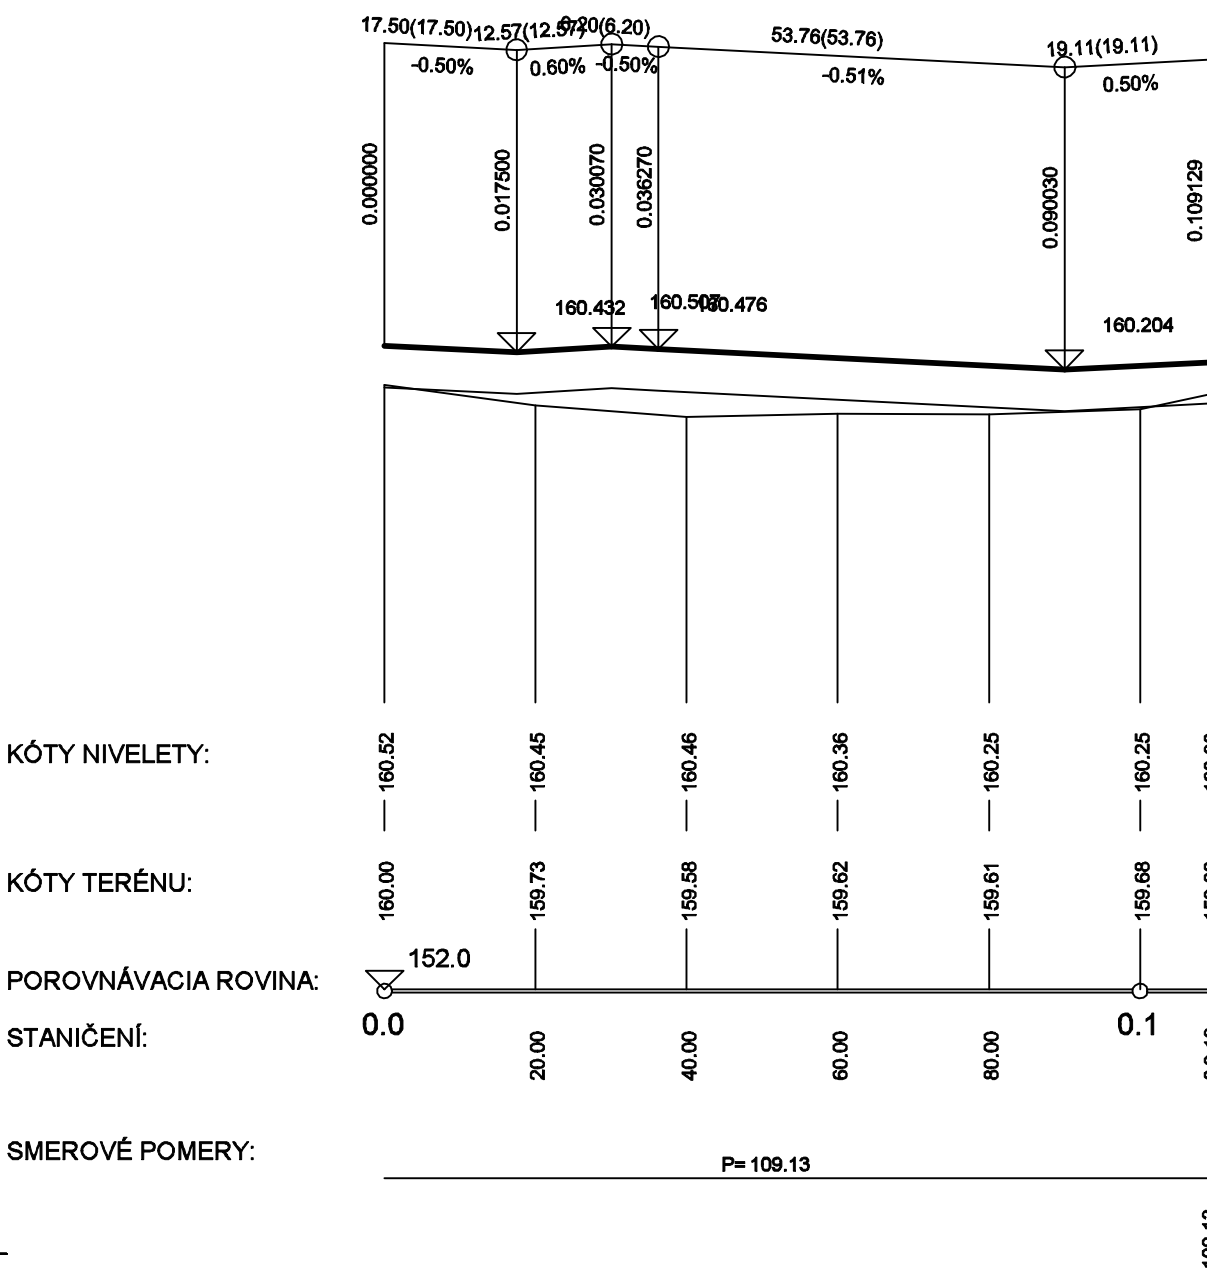 17.50(17.50) 12.57(12.57) 6.20(6.20) 53.76(53.76) 19.11(19.11)
-0.50% 0.60% -0.50% -0.51% 0.50%
0.000000 0.017500 0.030070 0.036270 0.090030 0.109129
160.432 160.507 160.476 160.204
KÓTY NIVELETY: 160.52 160.45 160.46 160.36 160.25 160.25
KÓTY TERÉNU: 160.00 159.73 159.58 159.62 159.61 159.68
152.0
POROVNÁVACIA ROVINA:
0.0 0.1
STANIČENÍ: 20.00 40.00 60.00 80.00
SMEROVÉ POMERY:
P= 109.13